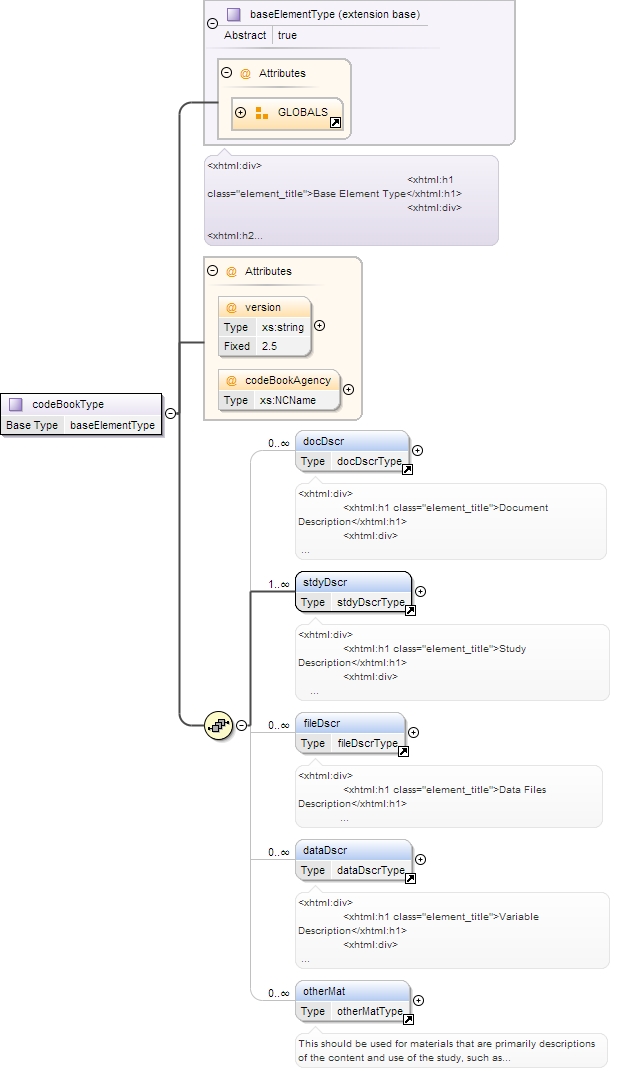 baseElementType (extension base)
Abstract true
@ Attributes
GLOBALS
<xhtml:div>
<xhtml:h1
class="element_title">Base Element Type</xhtml:h1>
<xhtml:div>
<xhtml:h2...
@ Attributes
@ version
Type xs:string
Fixed 2.5
@ codeBookAgency
Type xs:NCName
codeBookType
Base Type baseElementType
0..∞ docDscr
Type docDscrType
<xhtml:div>
<xhtml:h1 class="element_title">Document
Description</xhtml:h1>
<xhtml:div>
...
1..∞ stdyDscr
Type stdyDscrType
<xhtml:div>
<xhtml:h1 class="element_title">Study
Description</xhtml:h1>
<xhtml:div>
...
0..∞ fileDscr
Type fileDscrType
<xhtml:div>
<xhtml:h1 class="element_title">Data Files
Description</xhtml:h1>
...
0..∞ dataDscr
Type dataDscrType
<xhtml:div>
<xhtml:h1 class="element_title">Variable
Description</xhtml:h1>
<xhtml:div>
...
0..∞ otherMat
Type otherMatType
This should be used for materials that are primarily descriptions
of the content and use of the study, such as...